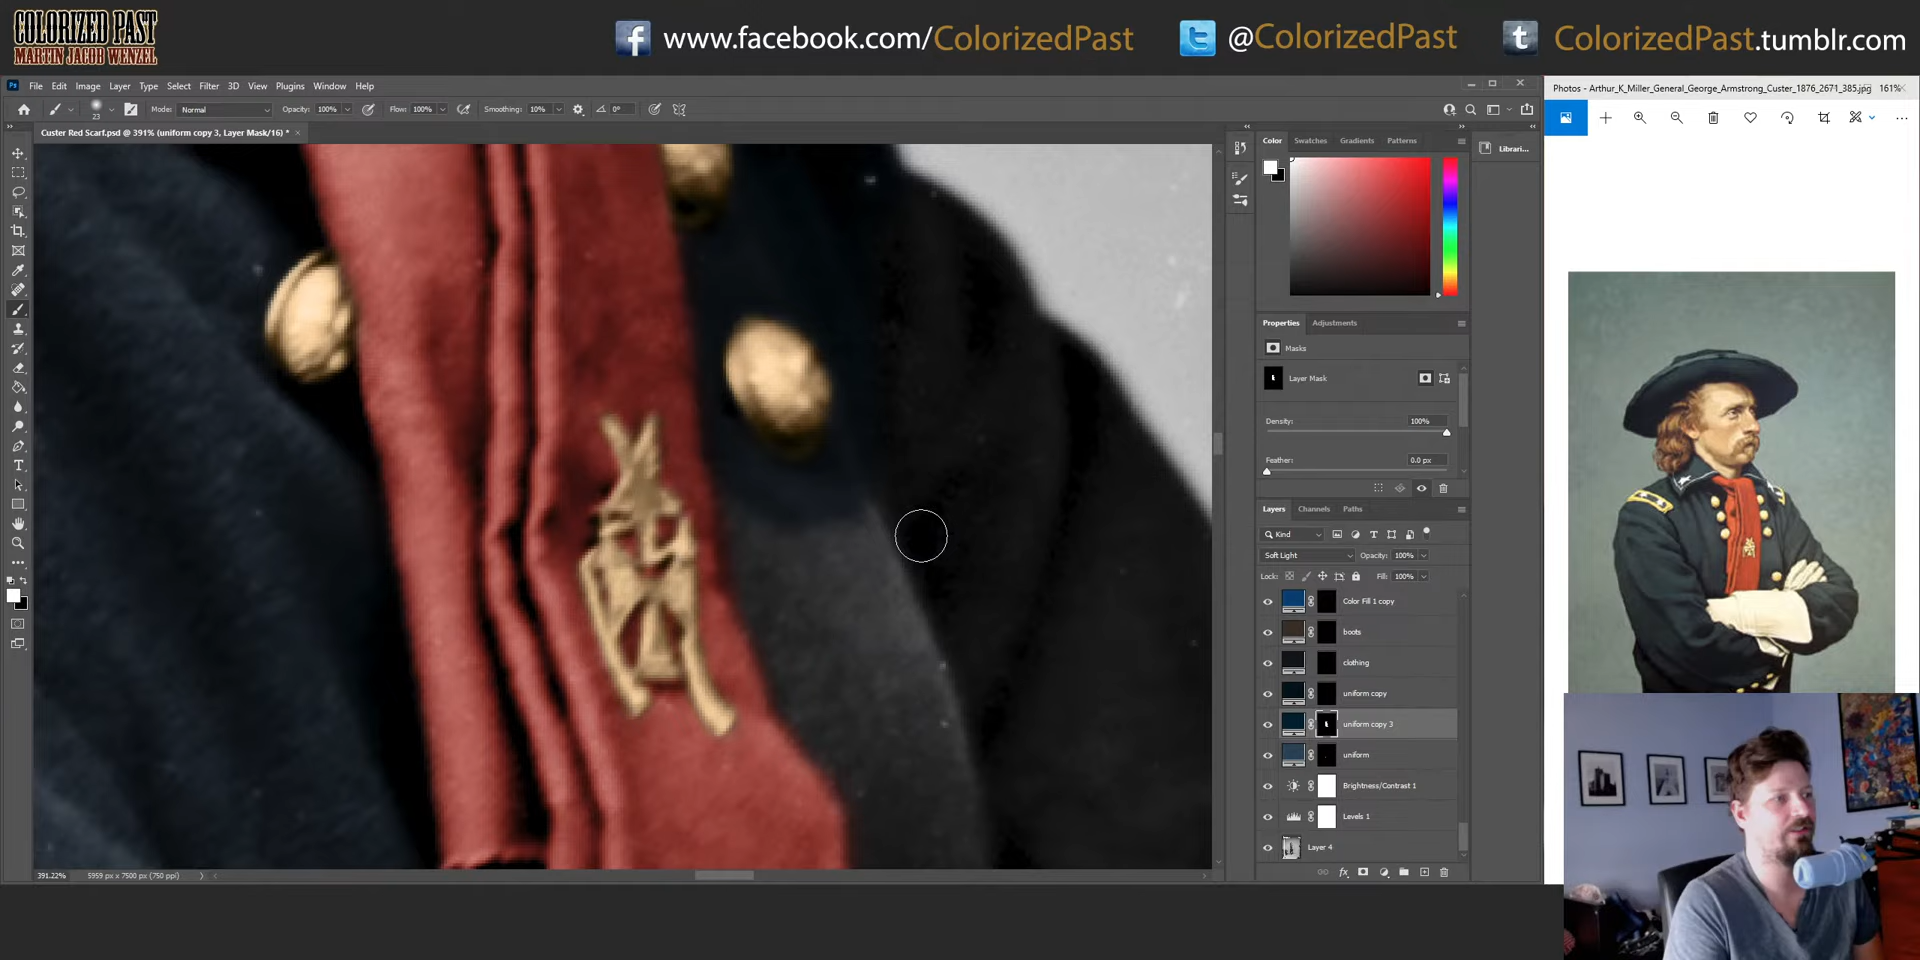 COLORIZED PAST
MARTIN JACOB WENZEL
f www.facebook.com/ColorizedPast
@ColorizedPast
t ColorizedPast.tumblr.com
Ps File Edit Image Layer Type Select Filter 3D View Plugins Window Help
23 Mode: Normal Opacity: 100% Flow: 100% Smoothing: 10% 0°
Custer Red Scarf.psd @ 391% (uniform copy 3, Layer Mask/16) *
Photos - Arthur_K_Miller_General_George_Armstrong_Custer_1876_2671_385.jpg 161%
Color Swatches Gradients Patterns
Librari...
Properties Adjustments
Masks
Layer Mask
Density: 100%
Feather: 0.0 px
Layers Channels Paths
Kind
Soft Light Opacity: 100%
Lock: Fill: 100%
Color Fill 1 copy
boots
clothing
uniform copy
uniform copy 3
uniform
Brightness/Contrast 1
Levels 1
Layer 4
391.22% 5959 px x 7500 px (750 ppi)